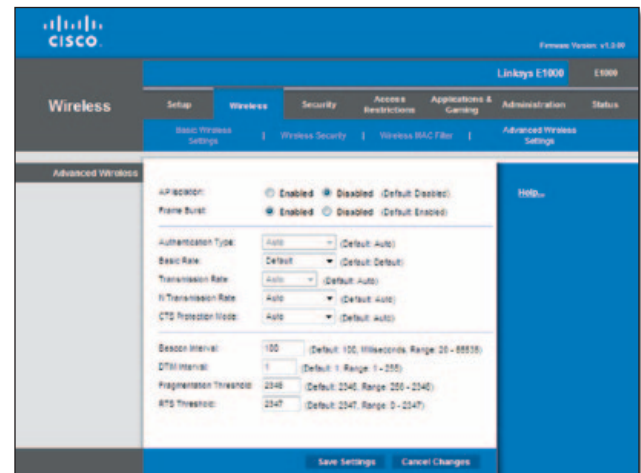 CISCO
Firmware Version: v1.0.00
Linksys E1000 E1000
Wireless
Setup Wireless Security Access Restrictions Applications & Gaming Administration Status
Basic Wireless Settings | Wireless Security | Wireless MAC Filter | Advanced Wireless Settings
Advanced Wireless
AP Isolation: Enabled Disabled (Default: Disabled)
Frame Burst: Enabled Disabled (Default: Enabled)
Help...
Authentication Type: Auto (Default: Auto)
Basic Rate: Default (Default: Default)
Transmission Rate: Auto (Default: Auto)
N Transmission Rate: Auto (Default: Auto)
CTS Protection Mode: Auto (Default: Auto)
Beacon Interval: 100 (Default: 100, Milliseconds, Range: 20 - 65535)
DTIM Interval: 1 (Default: 1, Range: 1 - 255)
Fragmentation Threshold: 2346 (Default: 2346, Range: 256 - 2346)
RTS Threshold: 2347 (Default: 2347, Range: 0 - 2347)
Save Settings Cancel Changes